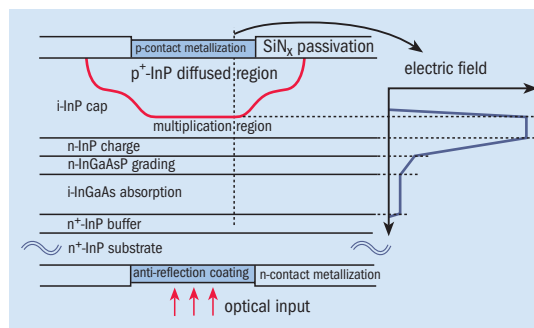 p-contact metallization
SiNx passivation
p+-InP diffused region
electric field
i-InP cap
multiplication region
n-InP charge
n-InGaAsP grading
i-InGaAs absorption
n+-InP buffer
n+-InP substrate
anti-reflection coating
n-contact metallization
optical input